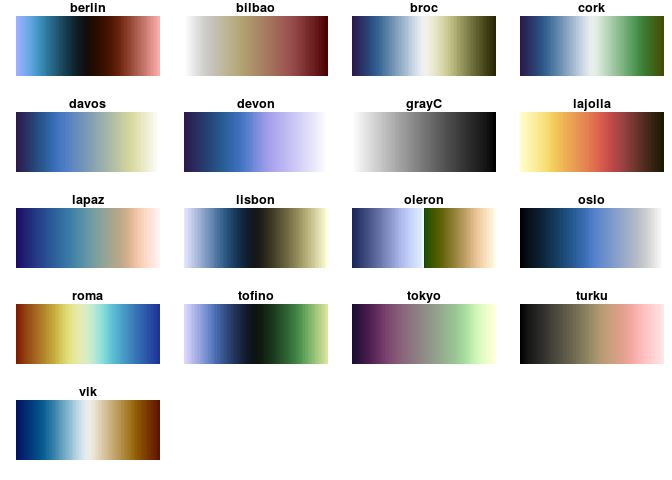 berlin bilbao broc cork
davos devon grayC lajolla
lapaz lisbon oleron oslo
roma tofino tokyo turku
vik